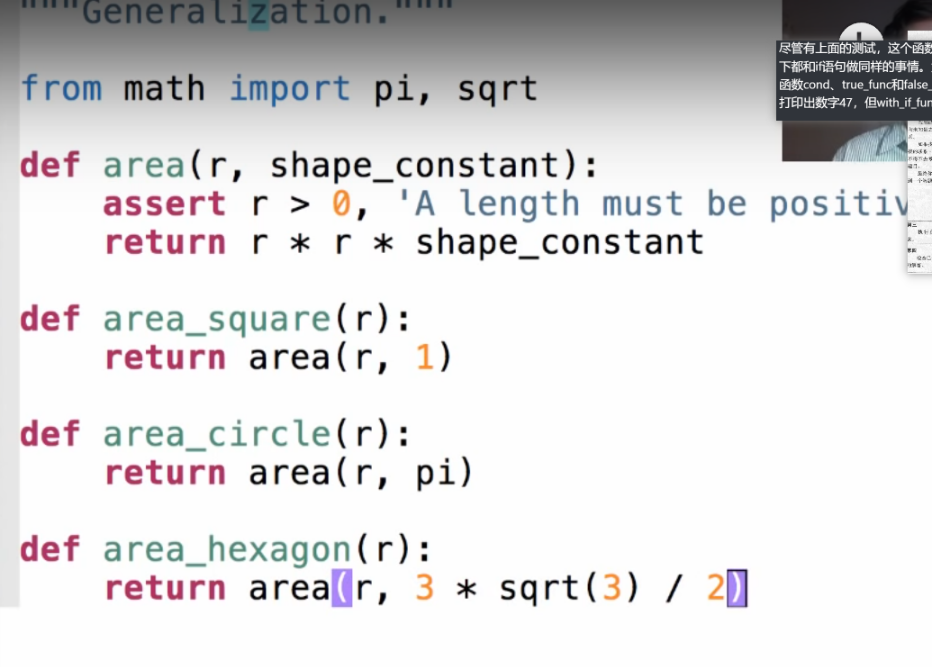 """Generalization."""
from math import pi, sqrt
def area(r, shape_constant):
    assert r > 0, 'A length must be positiv
    return r * r * shape_constant
def area_square(r):
    return area(r, 1)
def area_circle(r):
    return area(r, pi)
def area_hexagon(r):
    return area(r, 3 * sqrt(3) / 2)
尽管有上面的测试，这个函数
下都和if语句做同样的事情。
函数cond、true_func和false_
打印出数字47，但with_if_fun